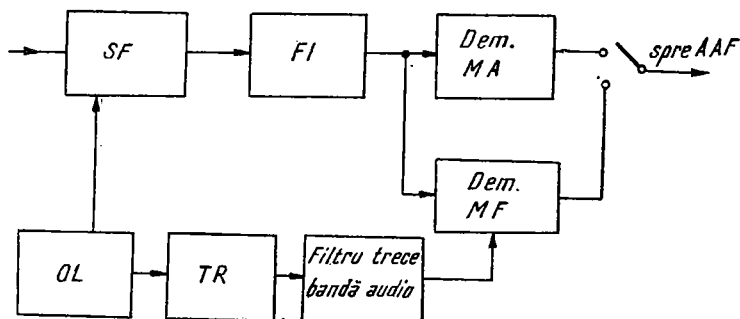 SF
FI
Dem.
MA
spre AAF
Dem.
MF
OL
TR
Filtru trece
bandă audio